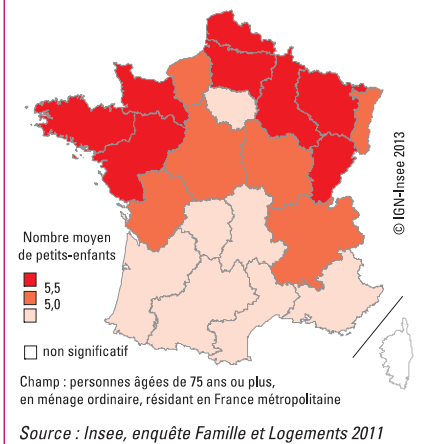 © IGN-Insee 2013
Nombre moyen
de petits-enfants
5,5
5,0
non significatif
Champ : personnes âgées de 75 ans ou plus,
en ménage ordinaire, résidant en France métropolitaine
Source : Insee, enquête Famille et Logements 2011